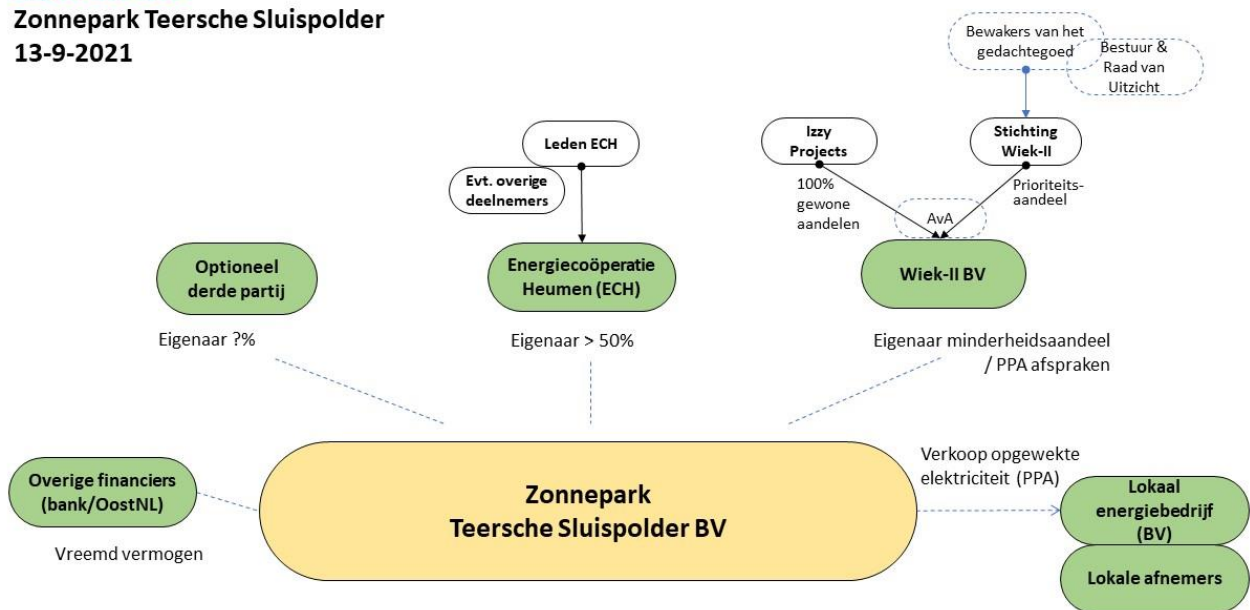 Zonnepark Teersche Sluispolder
13-9-2021
Bewakers van het
gedachtegoed
Bestuur &
Raad van
Uitzicht
Leden ECH
Evt. overige
deelnemers
Izzy
Projects
Stichting
Wiek-II
100%
gewone
aandelen
Prioriteits-
aandeel
AvA
Optioneel
derde partij
Energiecoöperatie
Heumen (ECH)
Wiek-II BV
Eigenaar ?%
Eigenaar > 50%
Eigenaar minderheidsaandeel
/ PPA afspraken
Overige financiers
(bank/OostNL)
Vreemd vermogen
Zonnepark
Teersche Sluispolder BV
Verkoop opgewekte
elektriciteit (PPA)
Lokaal
energiebedrijf
(BV)
Lokale afnemers